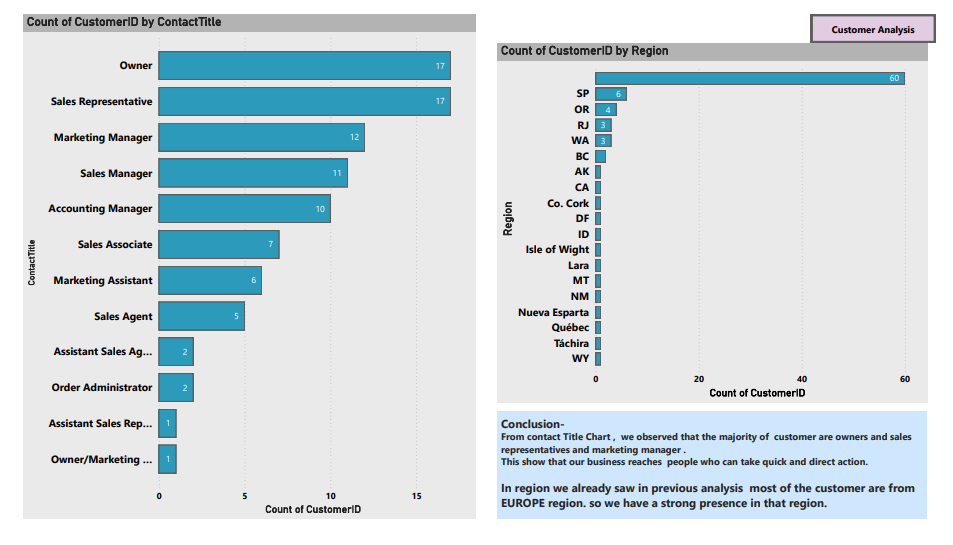 Count of CustomerID by ContactTitle
ContactTitle
Owner 17
Sales Representative 17
Marketing Manager 12
Sales Manager 11
Accounting Manager 10
Sales Associate 7
Marketing Assistant 6
Sales Agent 5
Assistant Sales Ag... 2
Order Administrator 2
Assistant Sales Rep... 1
Owner/Marketing ... 1
0 5 10 15
Count of CustomerID
Customer Analysis
Count of CustomerID by Region
Region
60
SP 6
OR 4
RJ 3
WA 3
BC
AK
CA
Co. Cork
DF
ID
Isle of Wight
Lara
MT
NM
Nueva Esparta
Québec
Táchira
WY
0 20 40 60
Count of CustomerID
Conclusion-
From contact Title Chart , we observed that the majority of customer are owners and sales
representatives and marketing manager .
This show that our business reaches people who can take quick and direct action.
In region we already saw in previous analysis most of the customer are from
EUROPE region. so we have a strong presence in that region.